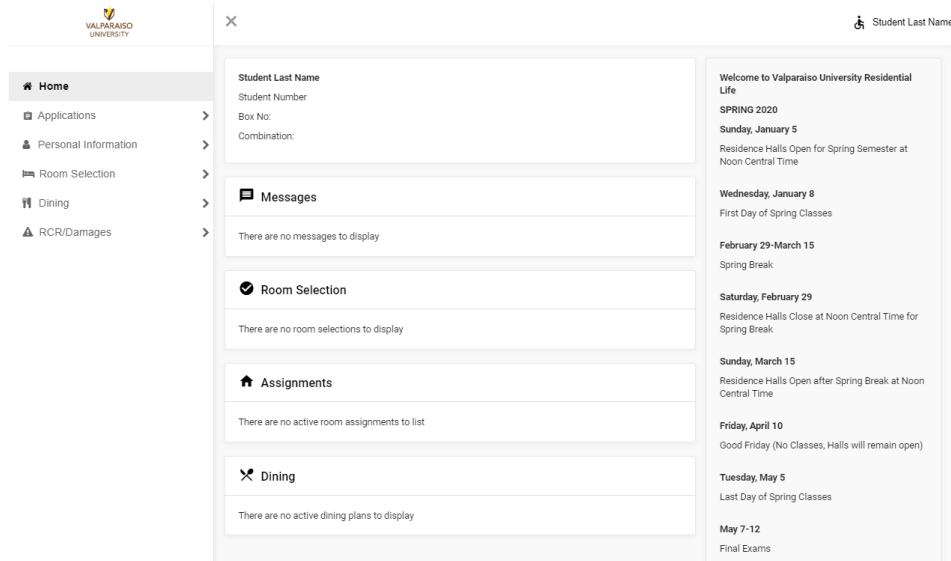 VALPARAISO
UNIVERSITY
Student Last Name
Home
Applications
Personal Information
Room Selection
Dining
RCR/Damages
Student Last Name
Student Number
Box No:
Combination:
Messages
There are no messages to display
Room Selection
There are no room selections to display
Assignments
There are no active room assignments to list
Dining
There are no active dining plans to display
Welcome to Valparaiso University Residential
Life
SPRING 2020
Sunday, January 5
Residence Halls Open for Spring Semester at
Noon Central Time
Wednesday, January 8
First Day of Spring Classes
February 29-March 15
Spring Break
Saturday, February 29
Residence Halls Close at Noon Central Time for
Spring Break
Sunday, March 15
Residence Halls Open after Spring Break at Noon
Central Time
Friday, April 10
Good Friday (No Classes, Halls will remain open)
Tuesday, May 5
Last Day of Spring Classes
May 7-12
Final Exams